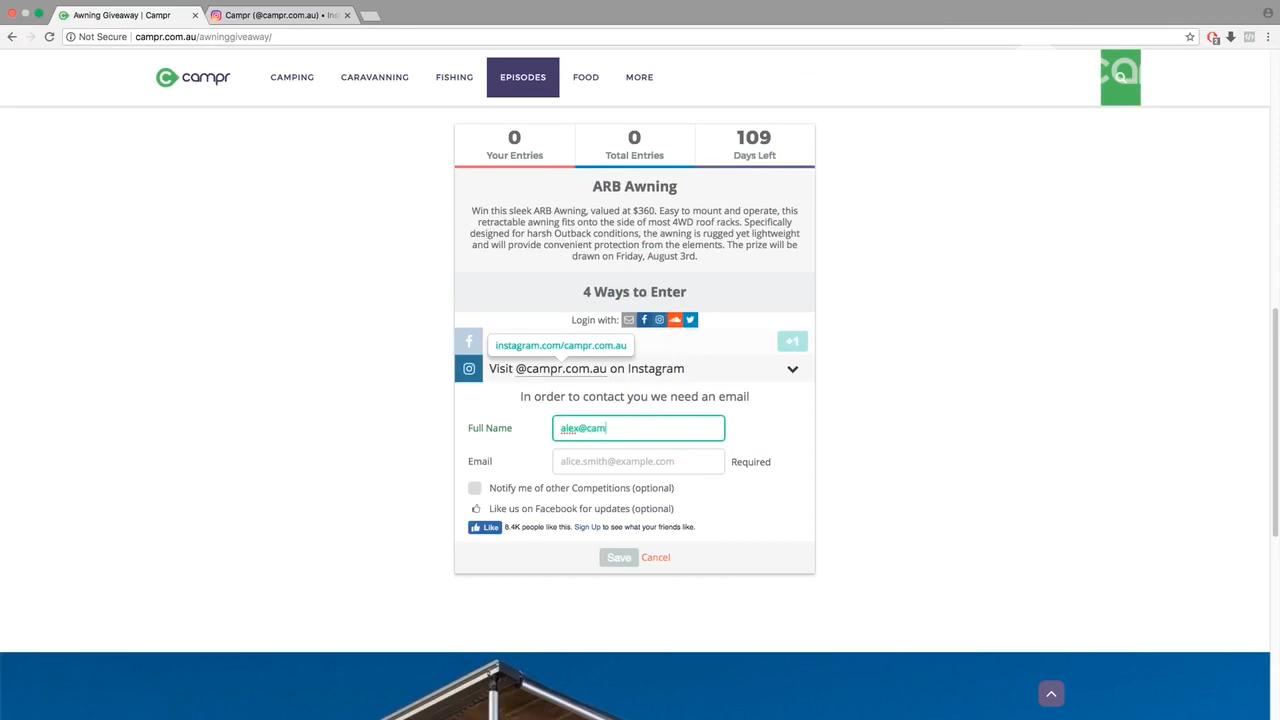 Awning Giveaway | Campr
Campr (@campr.com.au) • Ins
Not Secure | campr.com.au/awninggiveaway/
campr
CAMPING
CARAVANNING
FISHING
EPISODES
FOOD
MORE
0
Your Entries
0
Total Entries
109
Days Left
ARB Awning
Win this sleek ARB Awning, valued at $360. Easy to mount and operate, this
retractable awning fits onto the side of most 4WD roof racks. Specifically
designed for harsh Outback conditions, the awning is rugged yet lightweight
and will provide convenient protection from the elements. The prize will be
drawn on Friday, August 3rd.
4 Ways to Enter
Login with:
+1
instagram.com/campr.com.au
Visit @campr.com.au on Instagram
In order to contact you we need an email
Full Name
alex@cam
Email
alice.smith@example.com
Required
Notify me of other Competitions (optional)
Like us on Facebook for updates (optional)
Like 8.4K people like this. Sign Up to see what your friends like.
Save Cancel